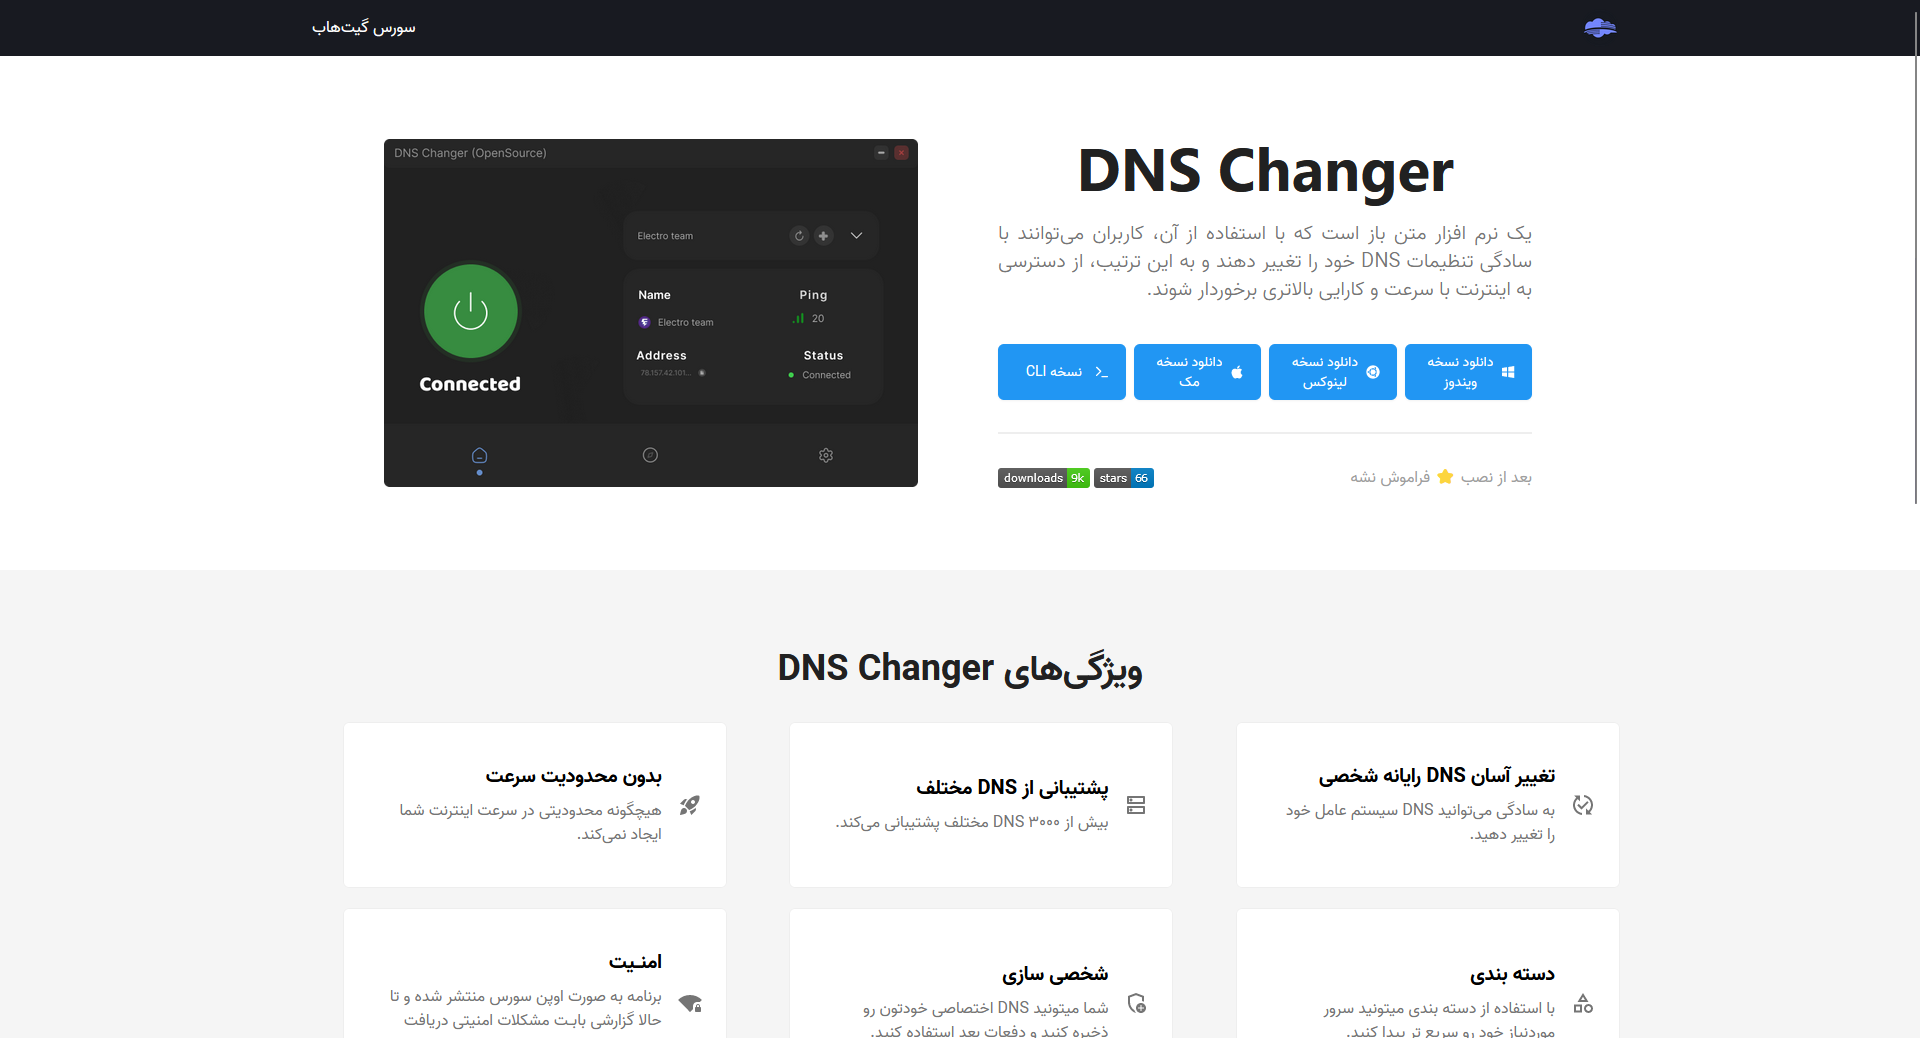 سورس گیت‌هاب
DNS Changer
یک نرم افزار متن باز است که با استفاده از آن، کاربران می‌توانند با
سادگی تنظیمات DNS خود را تغییر دهند و به این ترتیب، از دسترسی
به اینترنت با سرعت و کارایی بالاتری برخوردار شوند.
دانلود نسخه
ویندوز
دانلود نسخه
لینوکس
دانلود نسخه
مک
نسخه CLI
بعد از نصب ⭐ فراموش نشه
downloads 9k
stars 66
DNS Changer (OpenSource)
Electro team
Connected
Name
Electro team
Ping
20
Address
78.157.42.101...
Status
Connected
ویژگی‌های DNS Changer
تغییر آسان DNS رایانه شخصی
به سادگی می‌توانید DNS سیستم عامل خود
را تغییر دهید.
پشتیبانی از DNS مختلف
بیش از ۳۰۰۰ DNS مختلف پشتیبانی می‌کند.
بدون محدودیت سرعت
هیچگونه محدودیتی در سرعت اینترنت شما
ایجاد نمی‌کند.
دسته بندی
با استفاده از دسته بندی میتونید سرور
موردنیاز خود رو سریع تر پیدا کنید.
شخصی سازی
شما میتونید DNS اختصاصی خودتون رو
ذخیره کنید و دفعات بعد استفاده کنید.
امنـیت
برنامه به صورت اوپن سورس منتشر شده و تا
حالا گزارشی بابـت مشکلات امنیتی دریافت